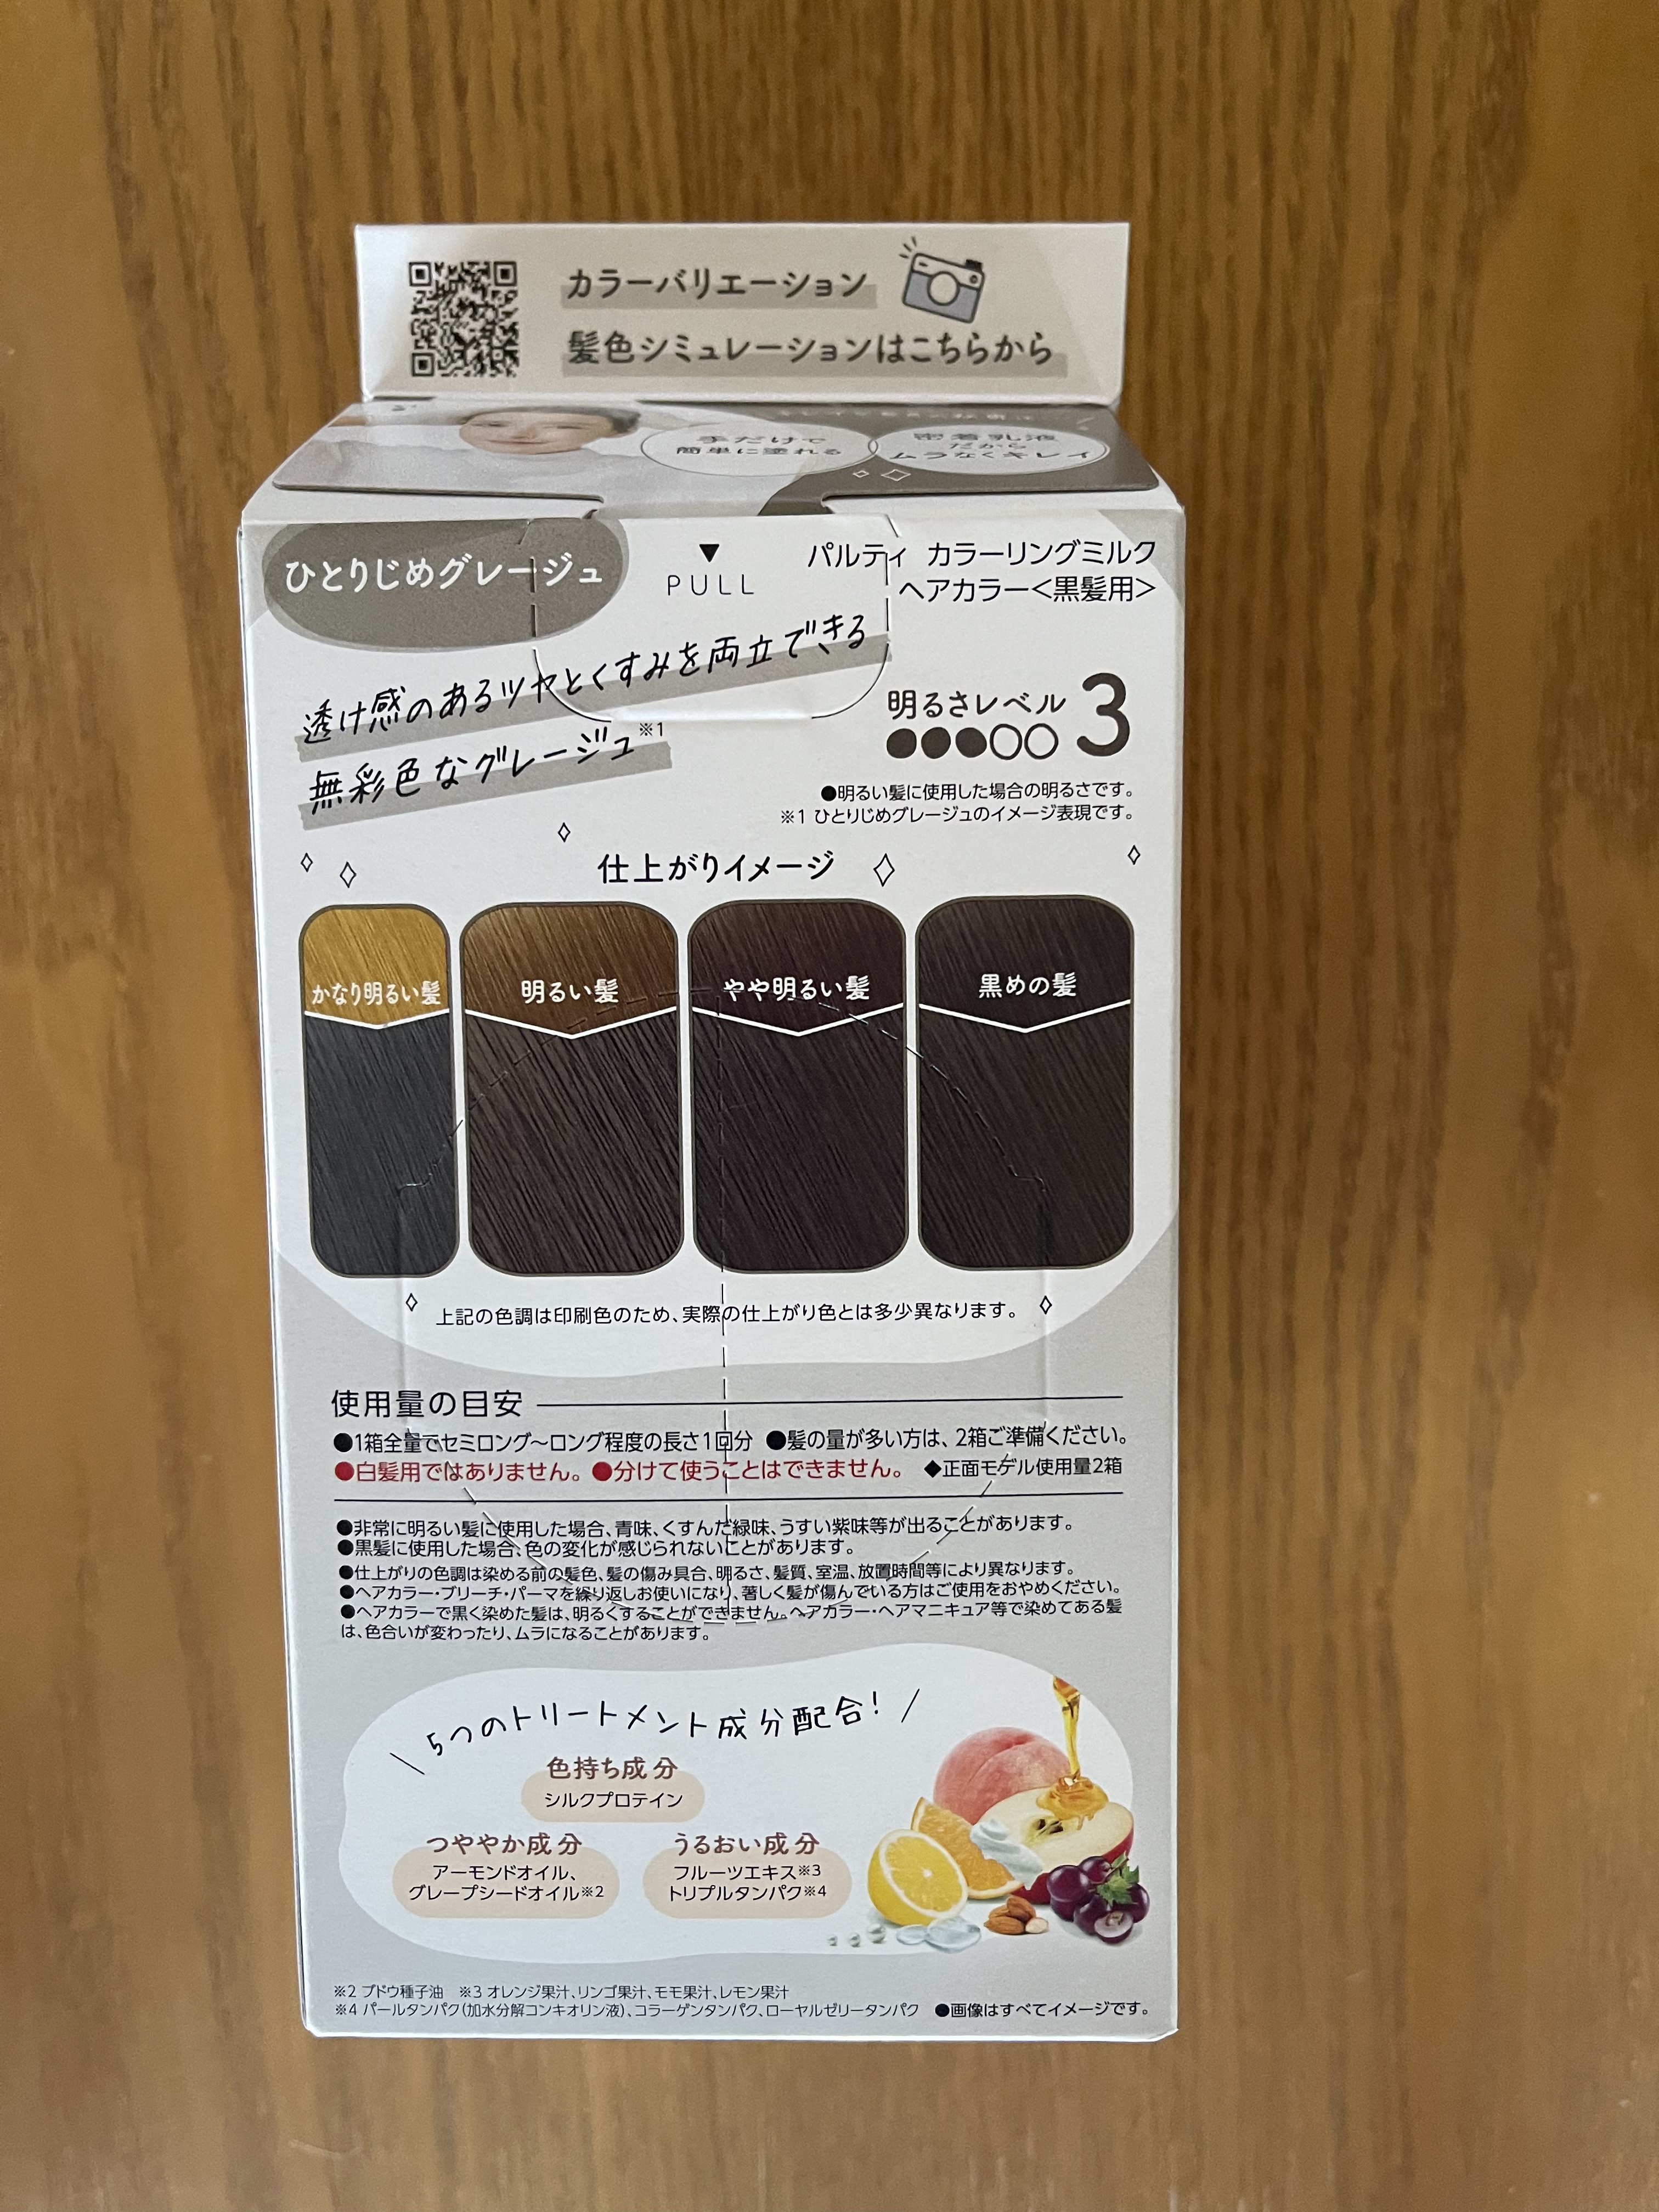 カラーバリエーション
髪色シミュレーションはこちらから
手だけで
簡単に塗れる
密着乳液
だから
ムラなくキレイ
ひとりじめグレージュ
PULL
パルティ カラーリングミルク
ヘアカラー<黒髪用>
透け感のあるツヤとくすみを両立できる
無彩色なグレージュ※1
明るさレベル 3
●明るい髪に使用した場合の明るさです。
※1 ひとりじめグレージュのイメージ表現です。
仕上がりイメージ
かなり明るい髪
明るい髪
やや明るい髪
黒めの髪
上記の色調は印刷色のため、実際の仕上がり色とは多少異なります。
使用量の目安
●1箱全量でセミロング〜ロング程度の長さ1回分 ●髪の量が多い方は、2箱ご準備ください。
●白髪用ではありません。●分けて使うことはできません。 ◆正面モデル使用量2箱
●非常に明るい髪に使用した場合、青味、くすんだ緑味、うすい紫味等が出ることがあります。
●黒髪に使用した場合、色の変化が感じられないことがあります。
●仕上がりの色調は染める前の髪色、髪の傷み具合、明るさ、髪質、室温、放置時間等により異なります。
●ヘアカラー・ブリーチ・パーマを繰り返しお使いになり、著しく髪が傷んでいる方はご使用をおやめください。
●ヘアカラーで黒く染めた髪は、明るくすることができません。ヘアカラー・ヘアマニキュア等で染めてある髪
は、色合いが変わったり、ムラになることがあります。
5つのトリートメント成分配合!
色持ち成分
シルクプロテイン
つややか成分
アーモンドオイル、
グレープシードオイル※2
うるおい成分
フルーツエキス※3
トリプルタンパク※4
※2 ブドウ種子油 ※3 オレンジ果汁、リンゴ果汁、モモ果汁、レモン果汁
※4 パールタンパク(加水分解コンキオリン液)、コラーゲンタンパク、ローヤルゼリータンパク ●画像はすべてイメージです。